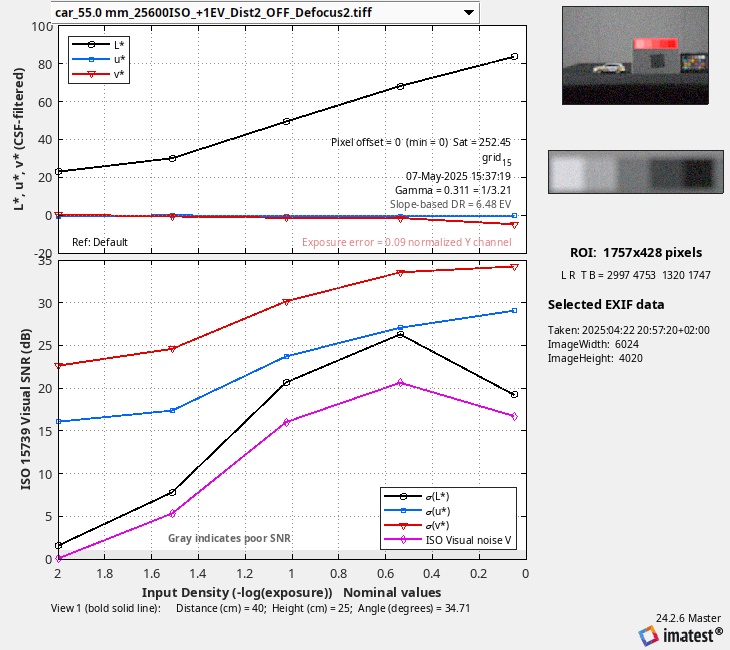 car_55.0 mm_25600ISO_+1EV_Dist2_OFF_Defocus2.tiff
100
80
60
40
20
0
-20
L*, u*, v* (CSF-filtered)
L*
u*
v*
Pixel offset = 0 (min = 0) Sat = 252.45
grid15
07-May-2025 15:37:19
Gamma = 0.311 = 1/3.21
Slope-based DR = 6.48 EV
Ref: Default
Exposure error = 0.09 normalized Y channel
ROI: 1757x428 pixels
L R T B = 2997 4753 1320 1747
Selected EXIF data
Taken: 2025:04:22 20:57:20+02:00
ImageWidth: 6024
ImageHeight: 4020
35
30
25
20
15
10
5
0
ISO 15739 Visual SNR (dB)
σ(L*)
σ(u*)
σ(v*)
ISO Visual noise V
Gray indicates poor SNR
2 1.8 1.6 1.4 1.2 1 0.8 0.6 0.4 0.2 0
Input Density (-log(exposure)) Nominal values
View 1 (bold solid line): Distance (cm) = 40; Height (cm) = 25; Angle (degrees) = 34.71
24.2.6 Master
imatest®